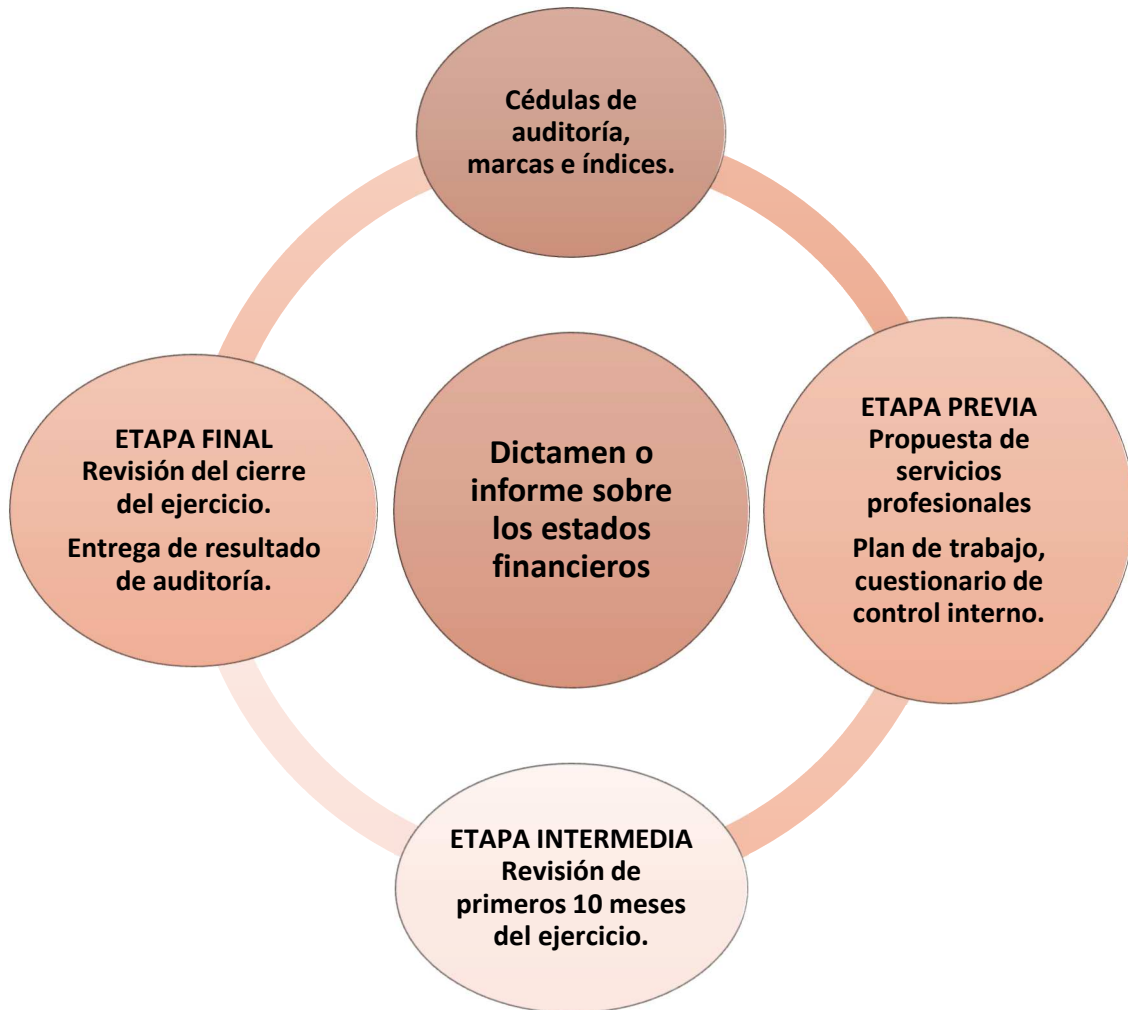 Cédulas de
auditoría,
marcas e índices.
ETAPA PREVIA
Propuesta de
servicios
profesionales
Plan de trabajo,
cuestionario de
control interno.
ETAPA INTERMEDIA
Revisión de
primeros 10 meses
del ejercicio.
ETAPA FINAL
Revisión del cierre
del ejercicio.
Entrega de resultado
de auditoría.
Dictamen o
informe sobre
los estados
financieros